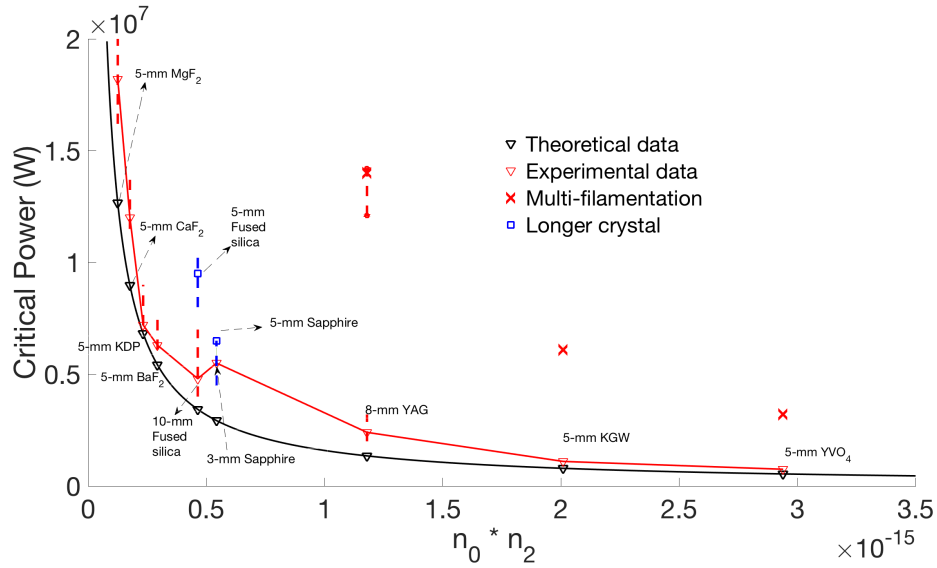 ×10⁷
2
1.5
1
0.5
0
Critical Power (W)
5-mm MgF₂
5-mm CaF₂
5-mm
Fused
silica
5-mm KDP
5-mm BaF₂
10-mm
Fused
silica
5-mm Sapphire
3-mm Sapphire
8-mm YAG
5-mm KGW
5-mm YVO₄
Theoretical data
Experimental data
Multi-filamentation
Longer crystal
0 0.5 1 1.5 2 2.5 3 3.5
n₀ * n₂
×10⁻¹⁵